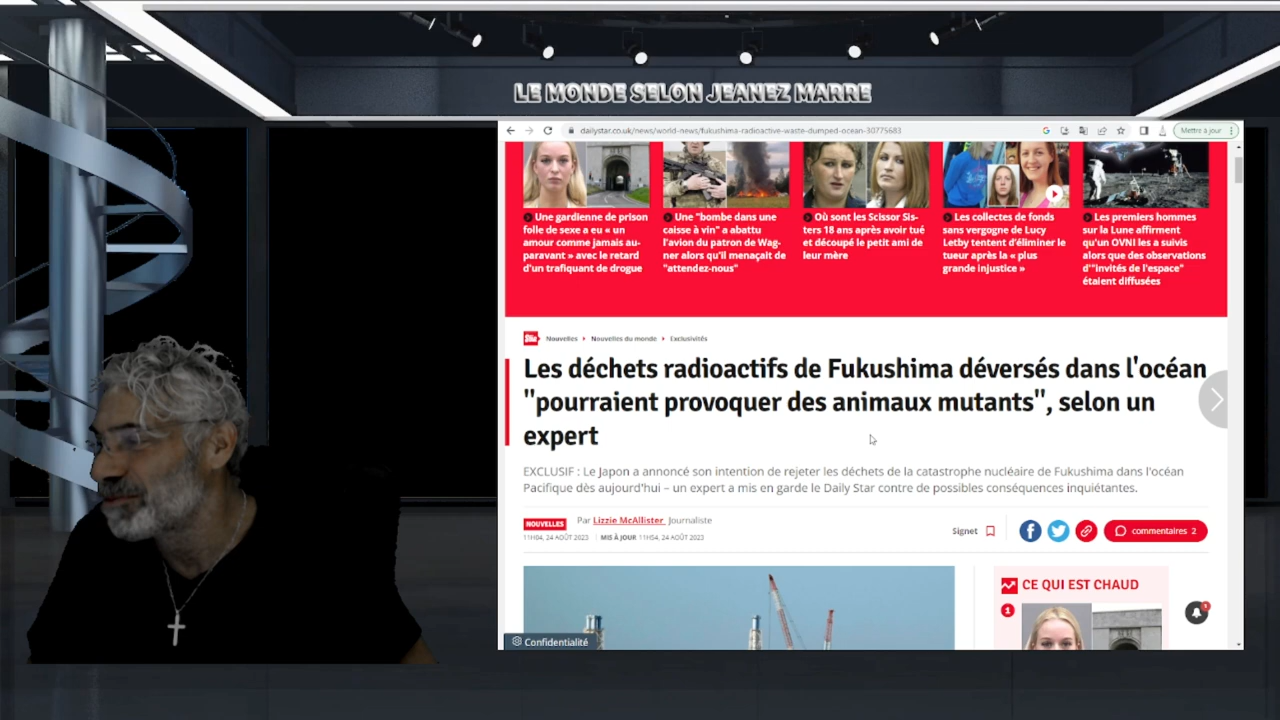 LE MONDE SELON JEANEZ MARRE
dailystar.co.uk/news/world-news/fukushima-radioactive-waste-dumped-ocean-30775683
Mettre à jour
Une gardienne de prison
folle de sexe a eu « un
amour comme jamais au-
paravant » avec le retard
d'un trafiquant de drogue
Une "bombe dans une
caisse à vin" a abattu
l'avion du patron de Wag-
ner alors qu'il menaçait de
"attendez-nous"
Où sont les Scissor Sis-
ters 18 ans après avoir tué
et découpé le petit ami de
leur mère
Les collectes de fonds
sans vergogne de Lucy
Letby tentent d'éliminer le
tueur après la « plus
grande injustice »
Les premiers hommes
sur la Lune affirment
qu'un OVNI les a suivis
alors que des observations
d'"invités de l'espace"
étaient diffusées
Star
Nouvelles
Nouvelles du monde
Exclusivités
Les déchets radioactifs de Fukushima déversés dans l'océan
"pourraient provoquer des animaux mutants", selon un
expert
EXCLUSIF : Le Japon a annoncé son intention de rejeter les déchets de la catastrophe nucléaire de Fukushima dans l'océan
Pacifique dès aujourd'hui – un expert a mis en garde le Daily Star contre de possibles conséquences inquiétantes.
NOUVELLES
Par Lizzie McAllister Journaliste
11H04, 24 AOÛT 2023 MIS À JOUR 11H54, 24 AOÛT 2023
Signet
commentaires 2
CE QUI EST CHAUD
1
1
Confidentialité